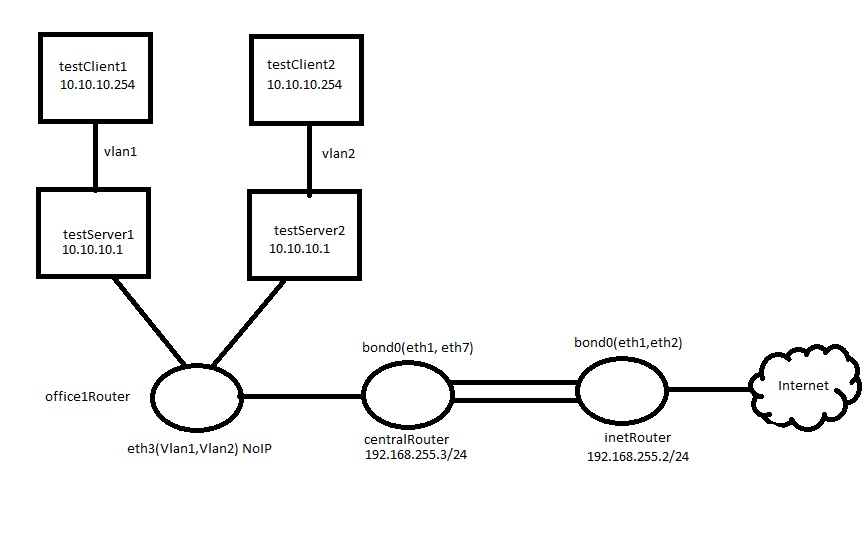 testClient1
10.10.10.254
testClient2
10.10.10.254
vlan1
vlan2
testServer1
10.10.10.1
testServer2
10.10.10.1
bond0(eth1, eth7)
bond0(eth1,eth2)
Internet
office1Router
eth3(Vlan1,Vlan2) NoIP
centralRouter
192.168.255.3/24
inetRouter
192.168.255.2/24